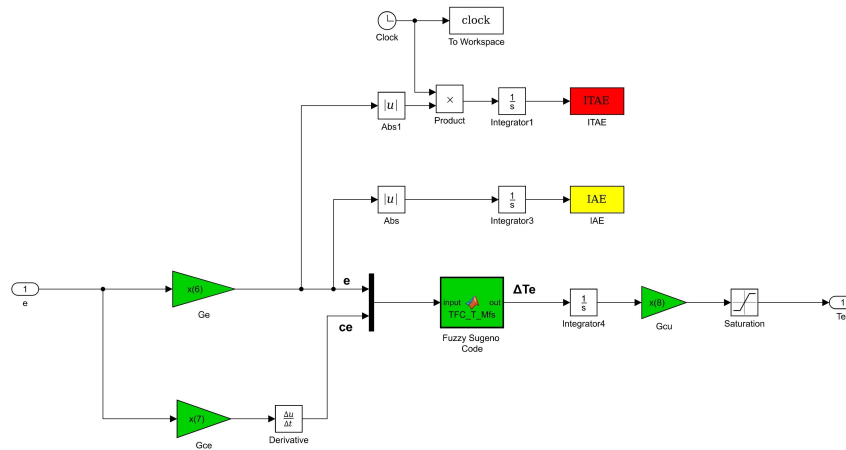 clock
Clock
To Workspace
|u|
×
1
s
ITAE
Abs1
Product
Integrator1
ITAE
|u|
1
s
IAE
Abs
Integrator3
IAE
1
e
x(6)
Ge
e
ce
input
out
TFC_T_Mfs
Fuzzy Sugeno
Code
ΔTe
1
s
Integrator4
x(8)
Gcu
Saturation
1
Te
x(7)
Gce
Δu
Δt
Derivative